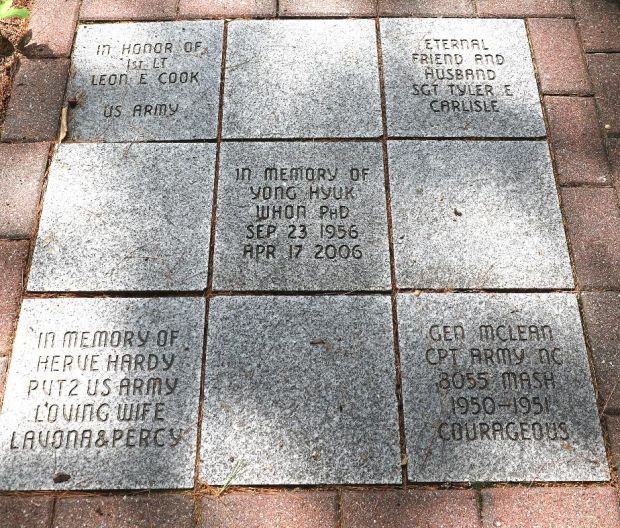 IN HONOR OF
1ST LT
LEON E COOK
US ARMY
ETERNAL
FRIEND AND
HUSBAND
SGT TYLER E
CARLISLE
IN MEMORY OF
YONG HYUK
WHON PHD
SEP 23 1956
APR 17 2006
IN MEMORY OF
HERVE HARDY
PVT2 US ARMY
LOVING WIFE
LAVONA&PERCY
GEN MCLEAN
CPT ARMY NC
8055 MASH
1950-1951
COURAGEOUS